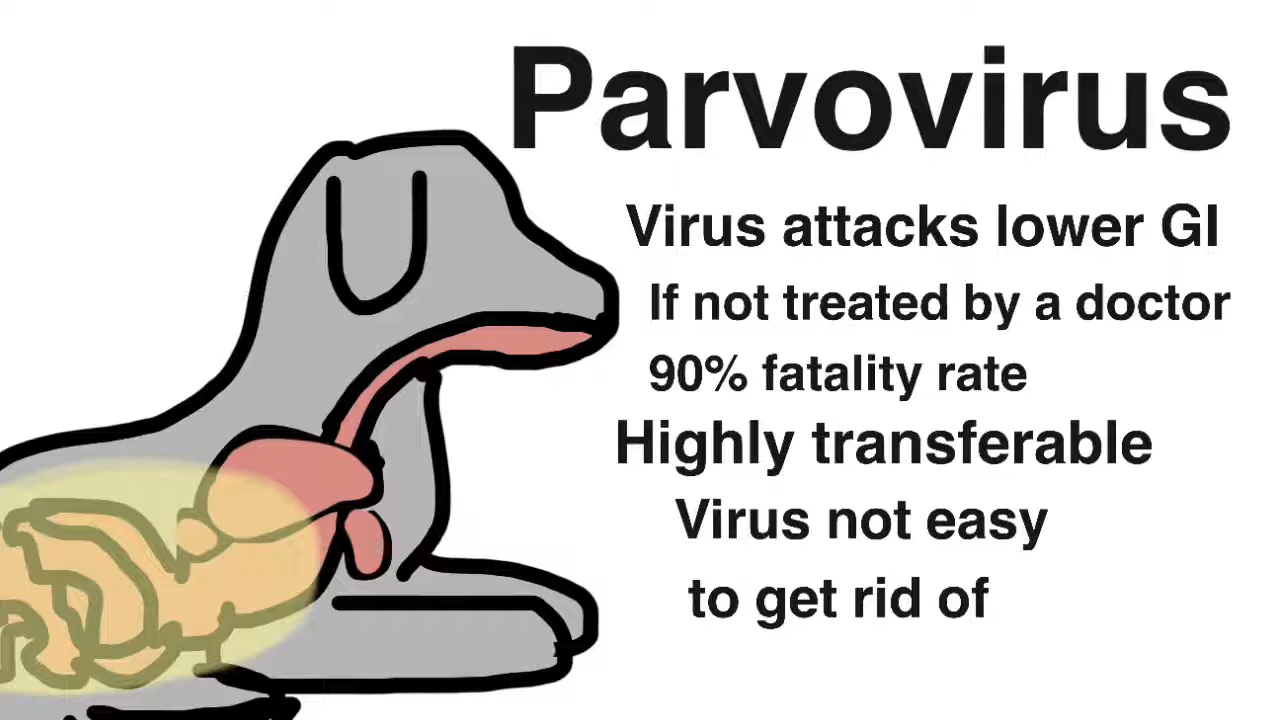 Parvovirus
Virus attacks lower GI
If not treated by a doctor
90% fatality rate
Highly transferable
Virus not easy
to get rid of